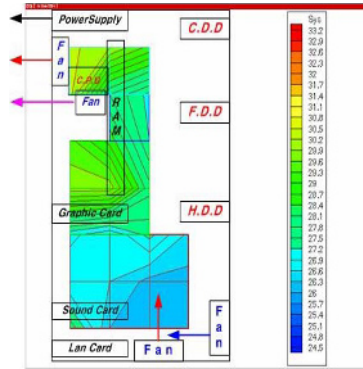 PowerSupply
C.D.D
Fan
C.P.U
Fan
RAM
F.D.D
Graphic Card
H.D.D
Sound Card
Fan
Lan Card
Fan
Sys
33.2
32.9
32.6
32.3
32
31.7
31.4
31.1
30.8
30.5
30.2
29.9
29.6
29.3
29
28.7
28.4
28.1
27.8
27.5
27.2
26.9
26.6
26.3
26
25.7
25.4
25.1
24.8
24.5